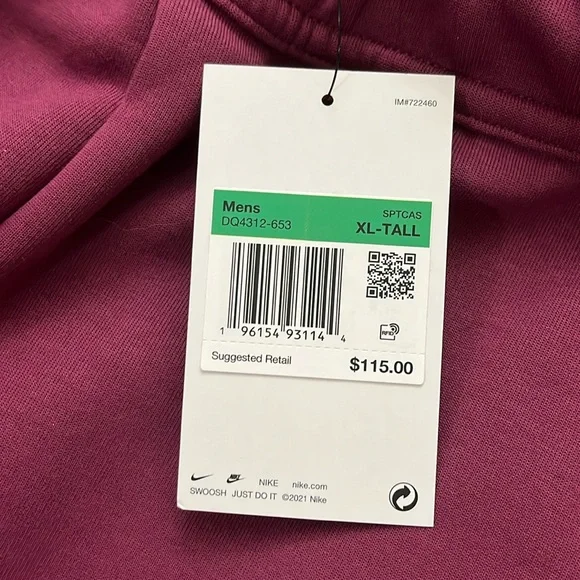 IM#722460
Mens SPTCAS
DQ4312-653 XL-TALL
1 96154 93114 4
RFID
Suggested Retail $115.00
NIKE NIKE nike.com
SWOOSH JUST DO IT ©2021 Nike